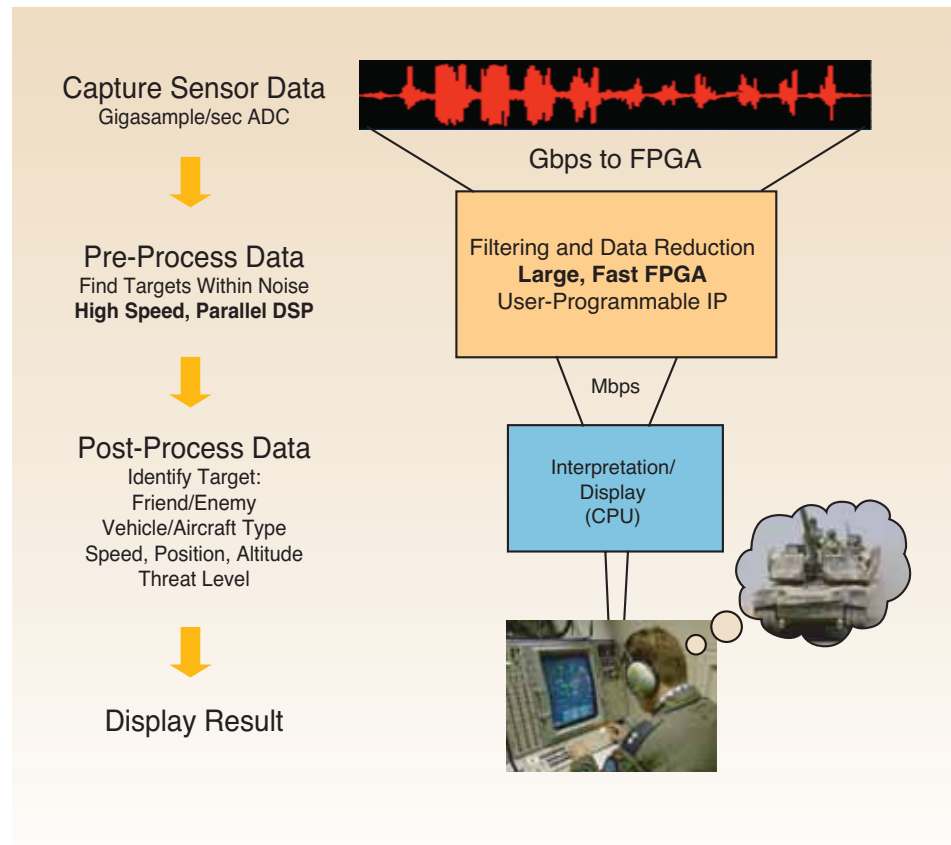 Capture Sensor Data
Gigasample/sec ADC
Gbps to FPGA
Pre-Process Data
Find Targets Within Noise
High Speed, Parallel DSP
Filtering and Data Reduction
Large, Fast FPGA
User-Programmable IP
Mbps
Post-Process Data
Identify Target:
Friend/Enemy
Vehicle/Aircraft Type
Speed, Position, Altitude
Threat Level
Interpretation/
Display
(CPU)
Display Result